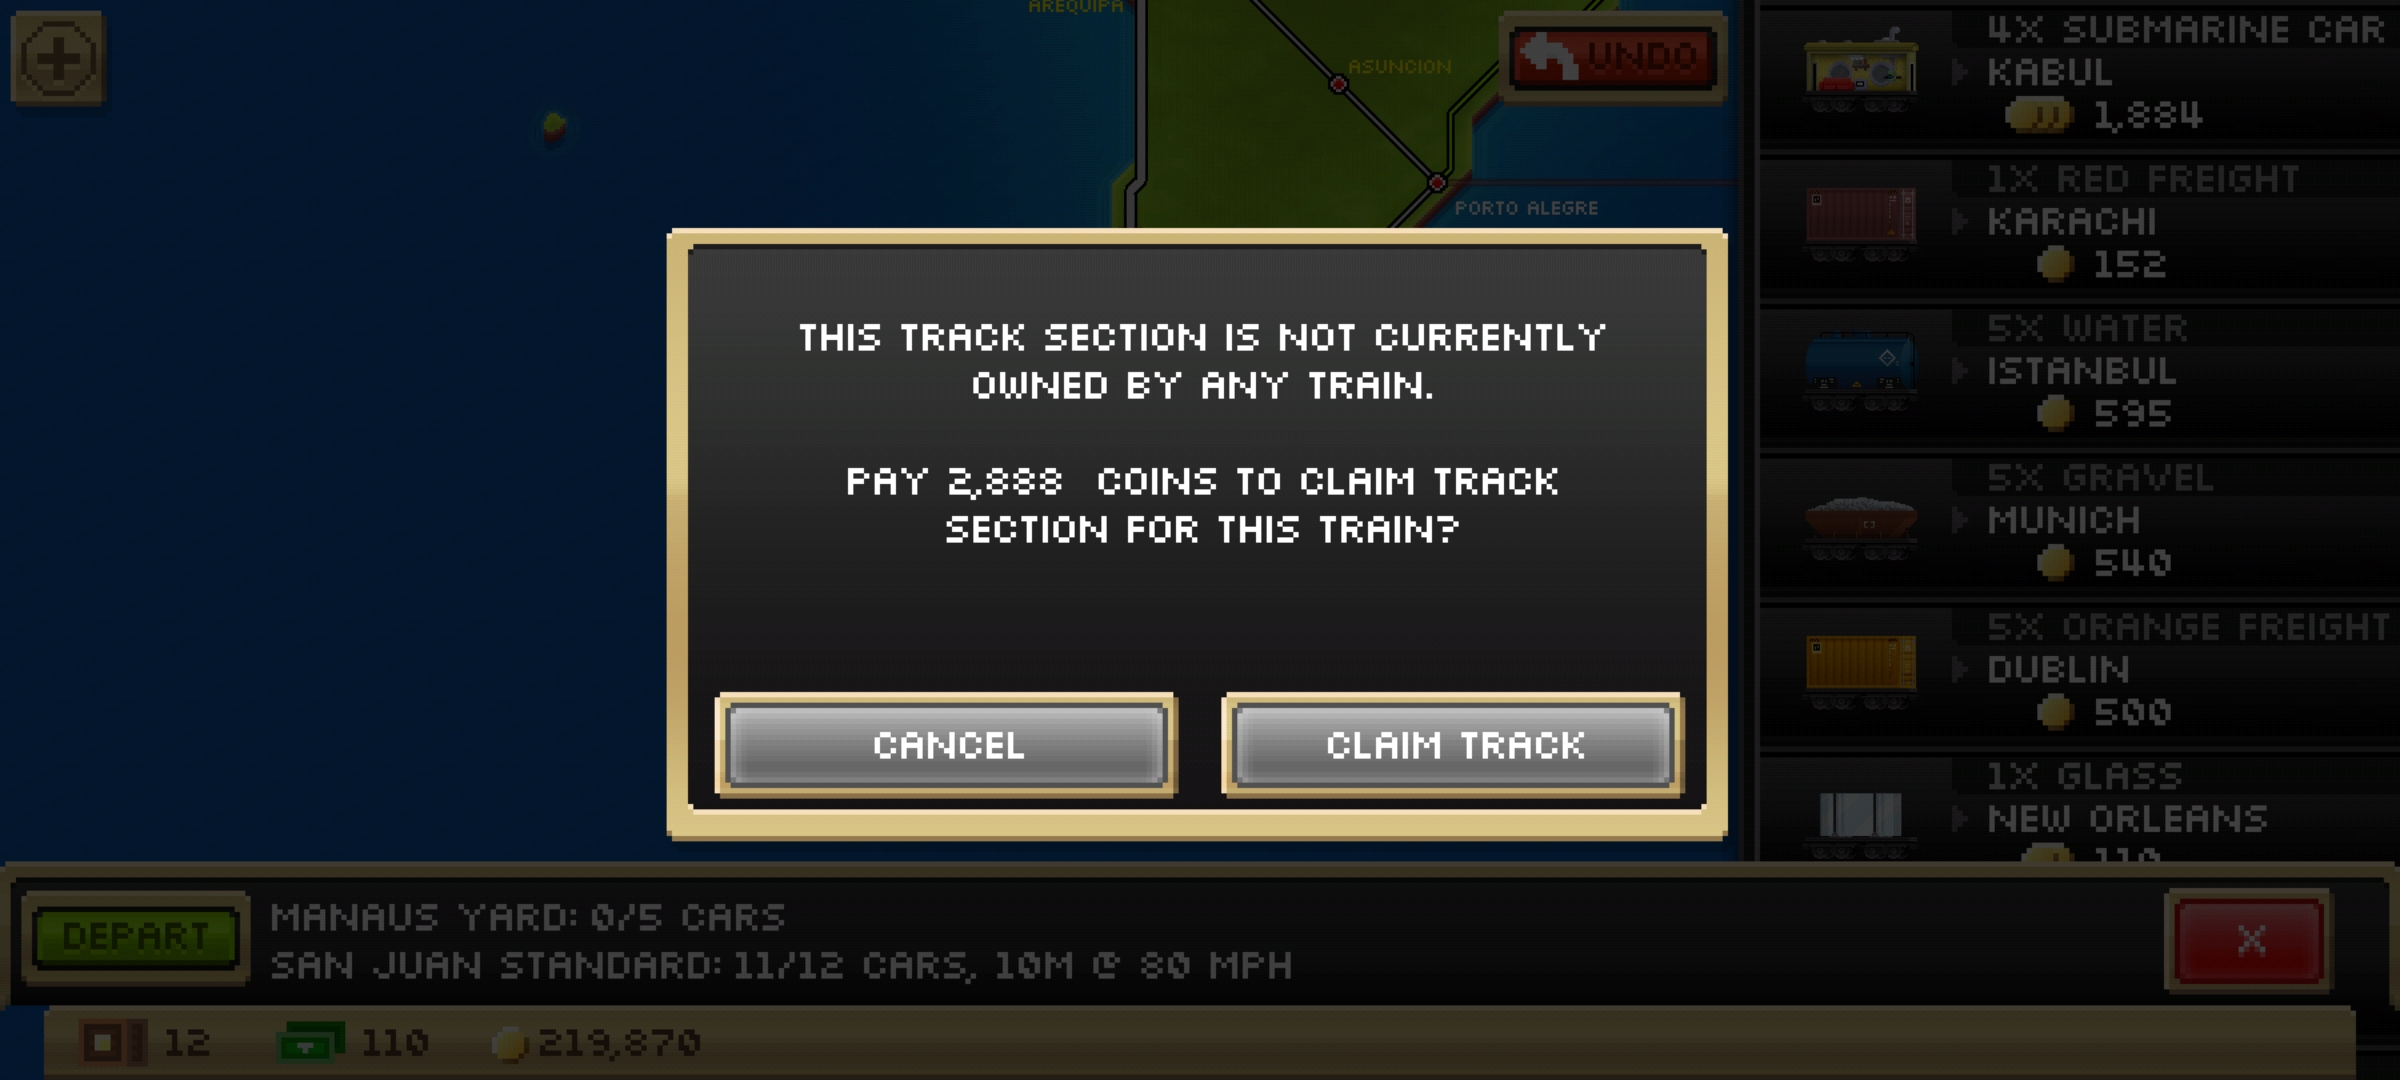 AREQUIPA
ASUNCION
PORTO ALEGRE
UNDO
4X SUBMARINE CAR
KABUL
1,884
1X RED FREIGHT
KARACHI
152
5X WATER
ISTANBUL
595
5X GRAVEL
MUNICH
540
5X ORANGE FREIGHT
DUBLIN
500
1X GLASS
NEW ORLEANS
110
THIS TRACK SECTION IS NOT CURRENTLY
OWNED BY ANY TRAIN.
PAY 2,888 COINS TO CLAIM TRACK
SECTION FOR THIS TRAIN?
CANCEL
CLAIM TRACK
DEPART
MANAUS YARD: 0/5 CARS
SAN JUAN STANDARD: 11/12 CARS, 10M @ 80 MPH
X
12
110
219,870